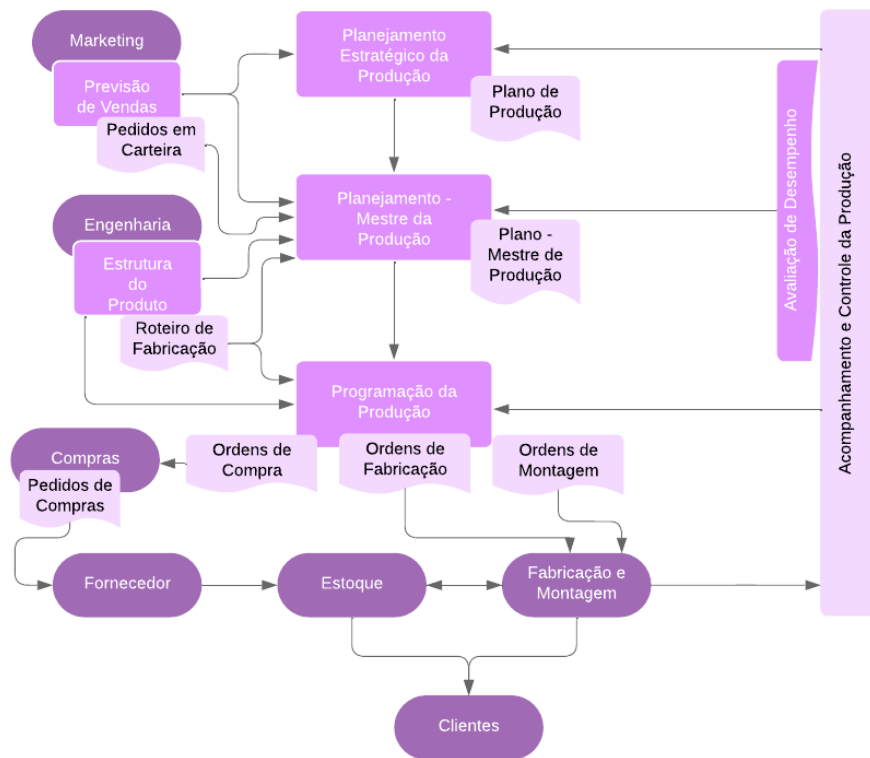 Marketing
Previsão
de Vendas
Pedidos em
Carteira
Planejamento
Estratégico da
Produção
Plano de
Produção
Engenharia
Estrutura
do
Produto
Roteiro de
Fabricação
Planejamento -
Mestre da
Produção
Plano -
Mestre de
Produção
Avaliação de Desempenho
Acompanhamento e Controle da Produção
Programação da
Produção
Compras
Pedidos de
Compras
Ordens de
Compra
Ordens de
Fabricação
Ordens de
Montagem
Fornecedor
Estoque
Fabricação e
Montagem
Clientes